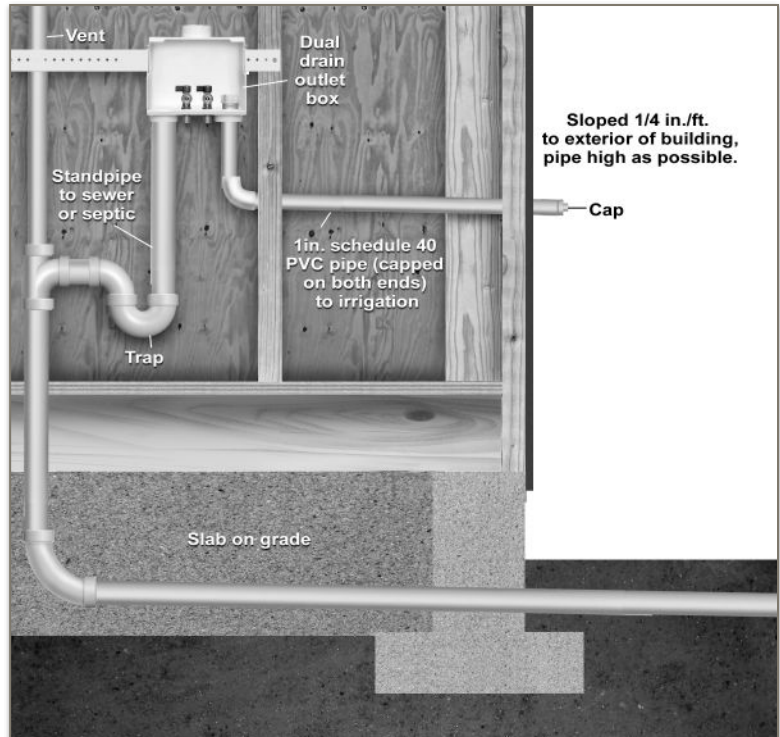 Vent
Dual
drain
outlet
box
Sloped 1/4 in./ft.
to exterior of building,
pipe high as possible.
Standpipe
to sewer
or septic
Cap
1in. schedule 40
PVC pipe (capped
on both ends)
to irrigation
Trap
Slab on grade